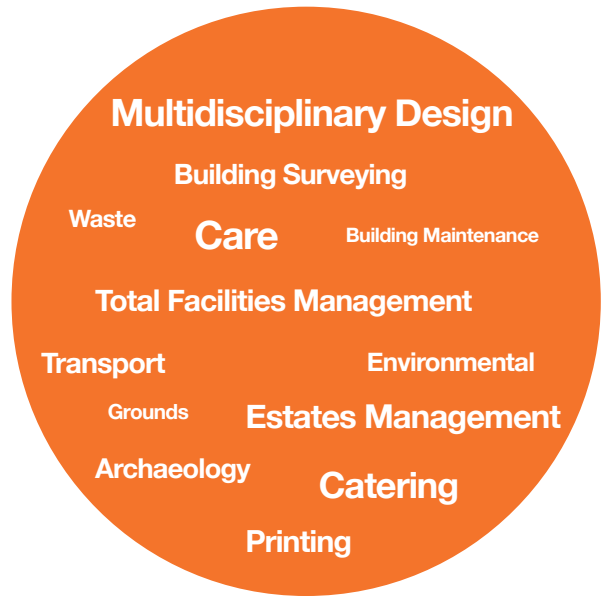 Multidisciplinary Design
Building Surveying
Waste
Care
Building Maintenance
Total Facilities Management
Transport
Environmental
Grounds
Estates Management
Archaeology
Catering
Printing